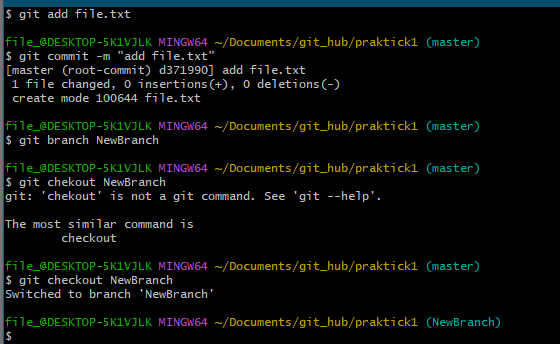 $ git add file.txt
file_@DESKTOP-5K1VJLK MINGW64 ~/Documents/git_hub/praktick1 (master)
$ git commit -m "add file.txt"
[master (root-commit) d371990] add file.txt
 1 file changed, 0 insertions(+), 0 deletions(-)
 create mode 100644 file.txt
file_@DESKTOP-5K1VJLK MINGW64 ~/Documents/git_hub/praktick1 (master)
$ git branch NewBranch
file_@DESKTOP-5K1VJLK MINGW64 ~/Documents/git_hub/praktick1 (master)
$ git chekout NewBranch
git: 'chekout' is not a git command. See 'git --help'.
The most similar command is
        checkout
file_@DESKTOP-5K1VJLK MINGW64 ~/Documents/git_hub/praktick1 (master)
$ git checkout NewBranch
Switched to branch 'NewBranch'
file_@DESKTOP-5K1VJLK MINGW64 ~/Documents/git_hub/praktick1 (NewBranch)
$